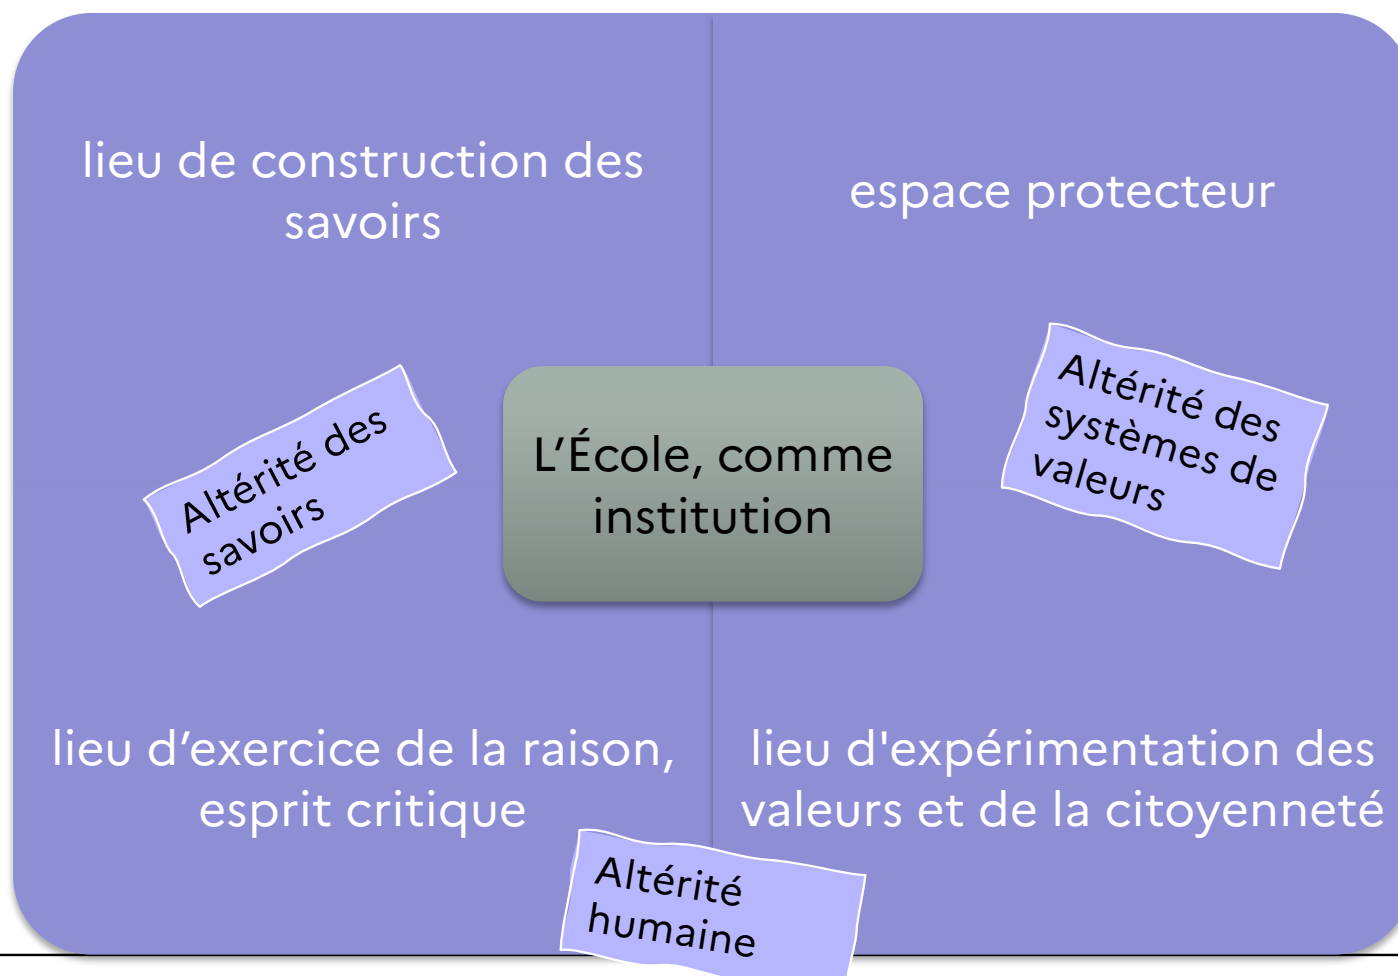 lieu de construction des
savoirs
espace protecteur
Altérité des
savoirs
L’École, comme
institution
Altérité des
systèmes de
valeurs
lieu d’exercice de la raison,
esprit critique
lieu d'expérimentation des
valeurs et de la citoyenneté
Altérité
humaine